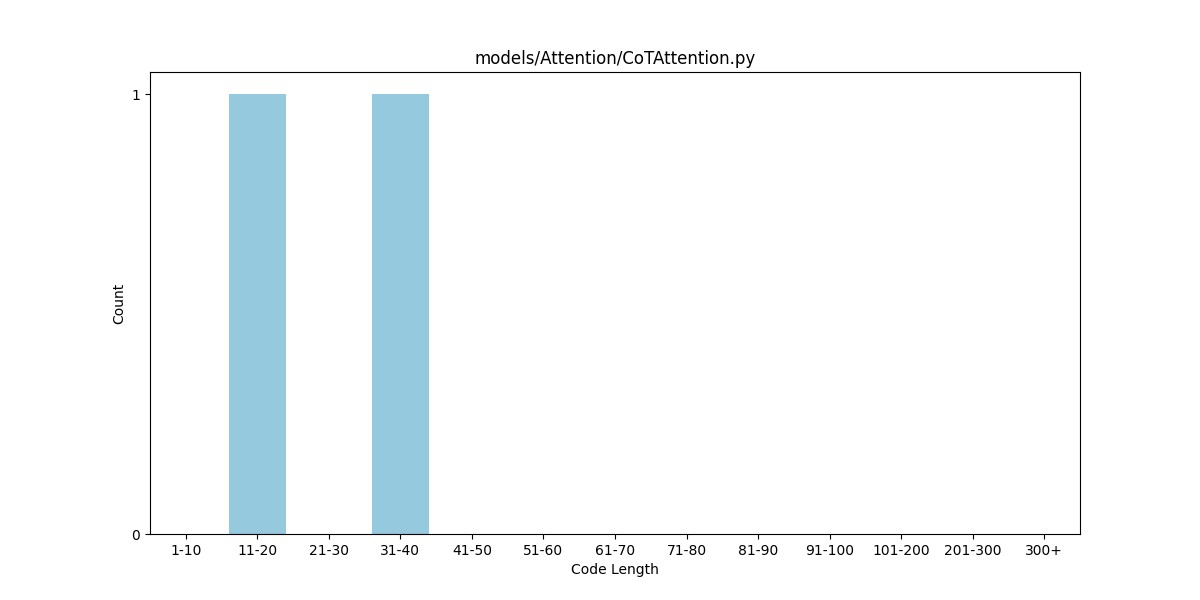 models/Attention/CoTAttention.py
1
0
Count
1-10 11-20 21-30 31-40 41-50 51-60 61-70 71-80 81-90 91-100 101-200 201-300 300+
Code Length